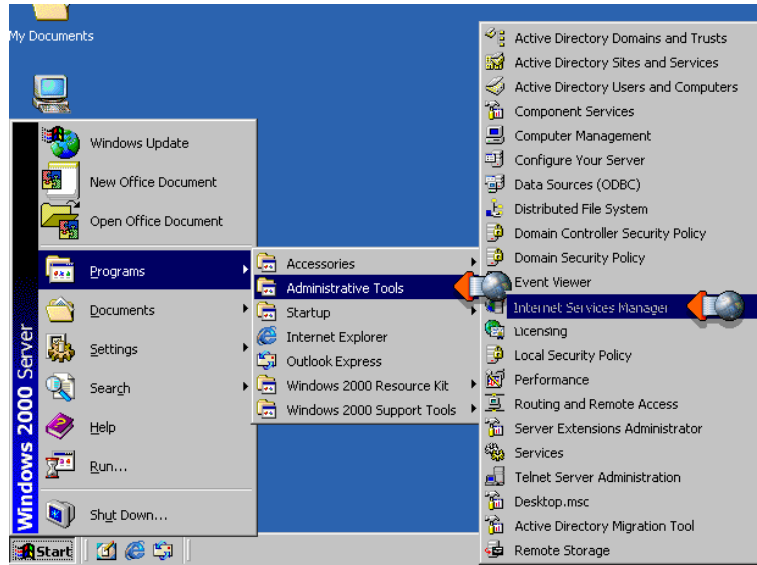 My Documents
Windows 2000 Server
Windows Update
New Office Document
Open Office Document
Programs
Documents
Settings
Search
Help
Run...
Shut Down...
Start
Accessories
Administrative Tools
Startup
Internet Explorer
Outlook Express
Windows 2000 Resource Kit
Windows 2000 Support Tools
Active Directory Domains and Trusts
Active Directory Sites and Services
Active Directory Users and Computers
Component Services
Computer Management
Configure Your Server
Data Sources (ODBC)
Distributed File System
Domain Controller Security Policy
Domain Security Policy
Event Viewer
Internet Services Manager
Licensing
Local Security Policy
Performance
Routing and Remote Access
Server Extensions Administrator
Services
Telnet Server Administration
Desktop.msc
Active Directory Migration Tool
Remote Storage